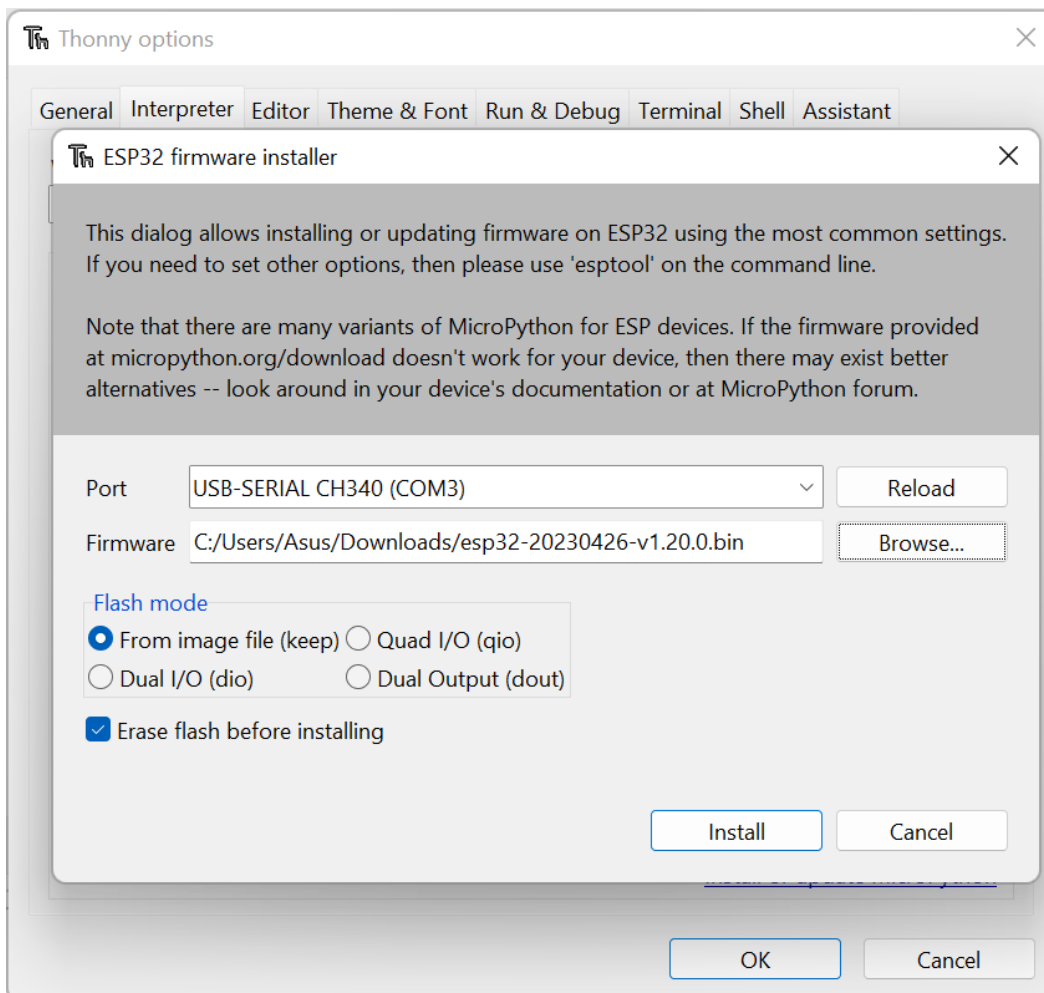 Thonny options
General Interpreter Editor Theme & Font Run & Debug Terminal Shell Assistant
ESP32 firmware installer
This dialog allows installing or updating firmware on ESP32 using the most common settings.
If you need to set other options, then please use 'esptool' on the command line.
Note that there are many variants of MicroPython for ESP devices. If the firmware provided
at micropython.org/download doesn't work for your device, then there may exist better
alternatives -- look around in your device's documentation or at MicroPython forum.
Port USB-SERIAL CH340 (COM3) Reload
Firmware C:/Users/Asus/Downloads/esp32-20230426-v1.20.0.bin Browse...
Flash mode
From image file (keep) Quad I/O (qio)
Dual I/O (dio) Dual Output (dout)
Erase flash before installing
Install Cancel
OK Cancel